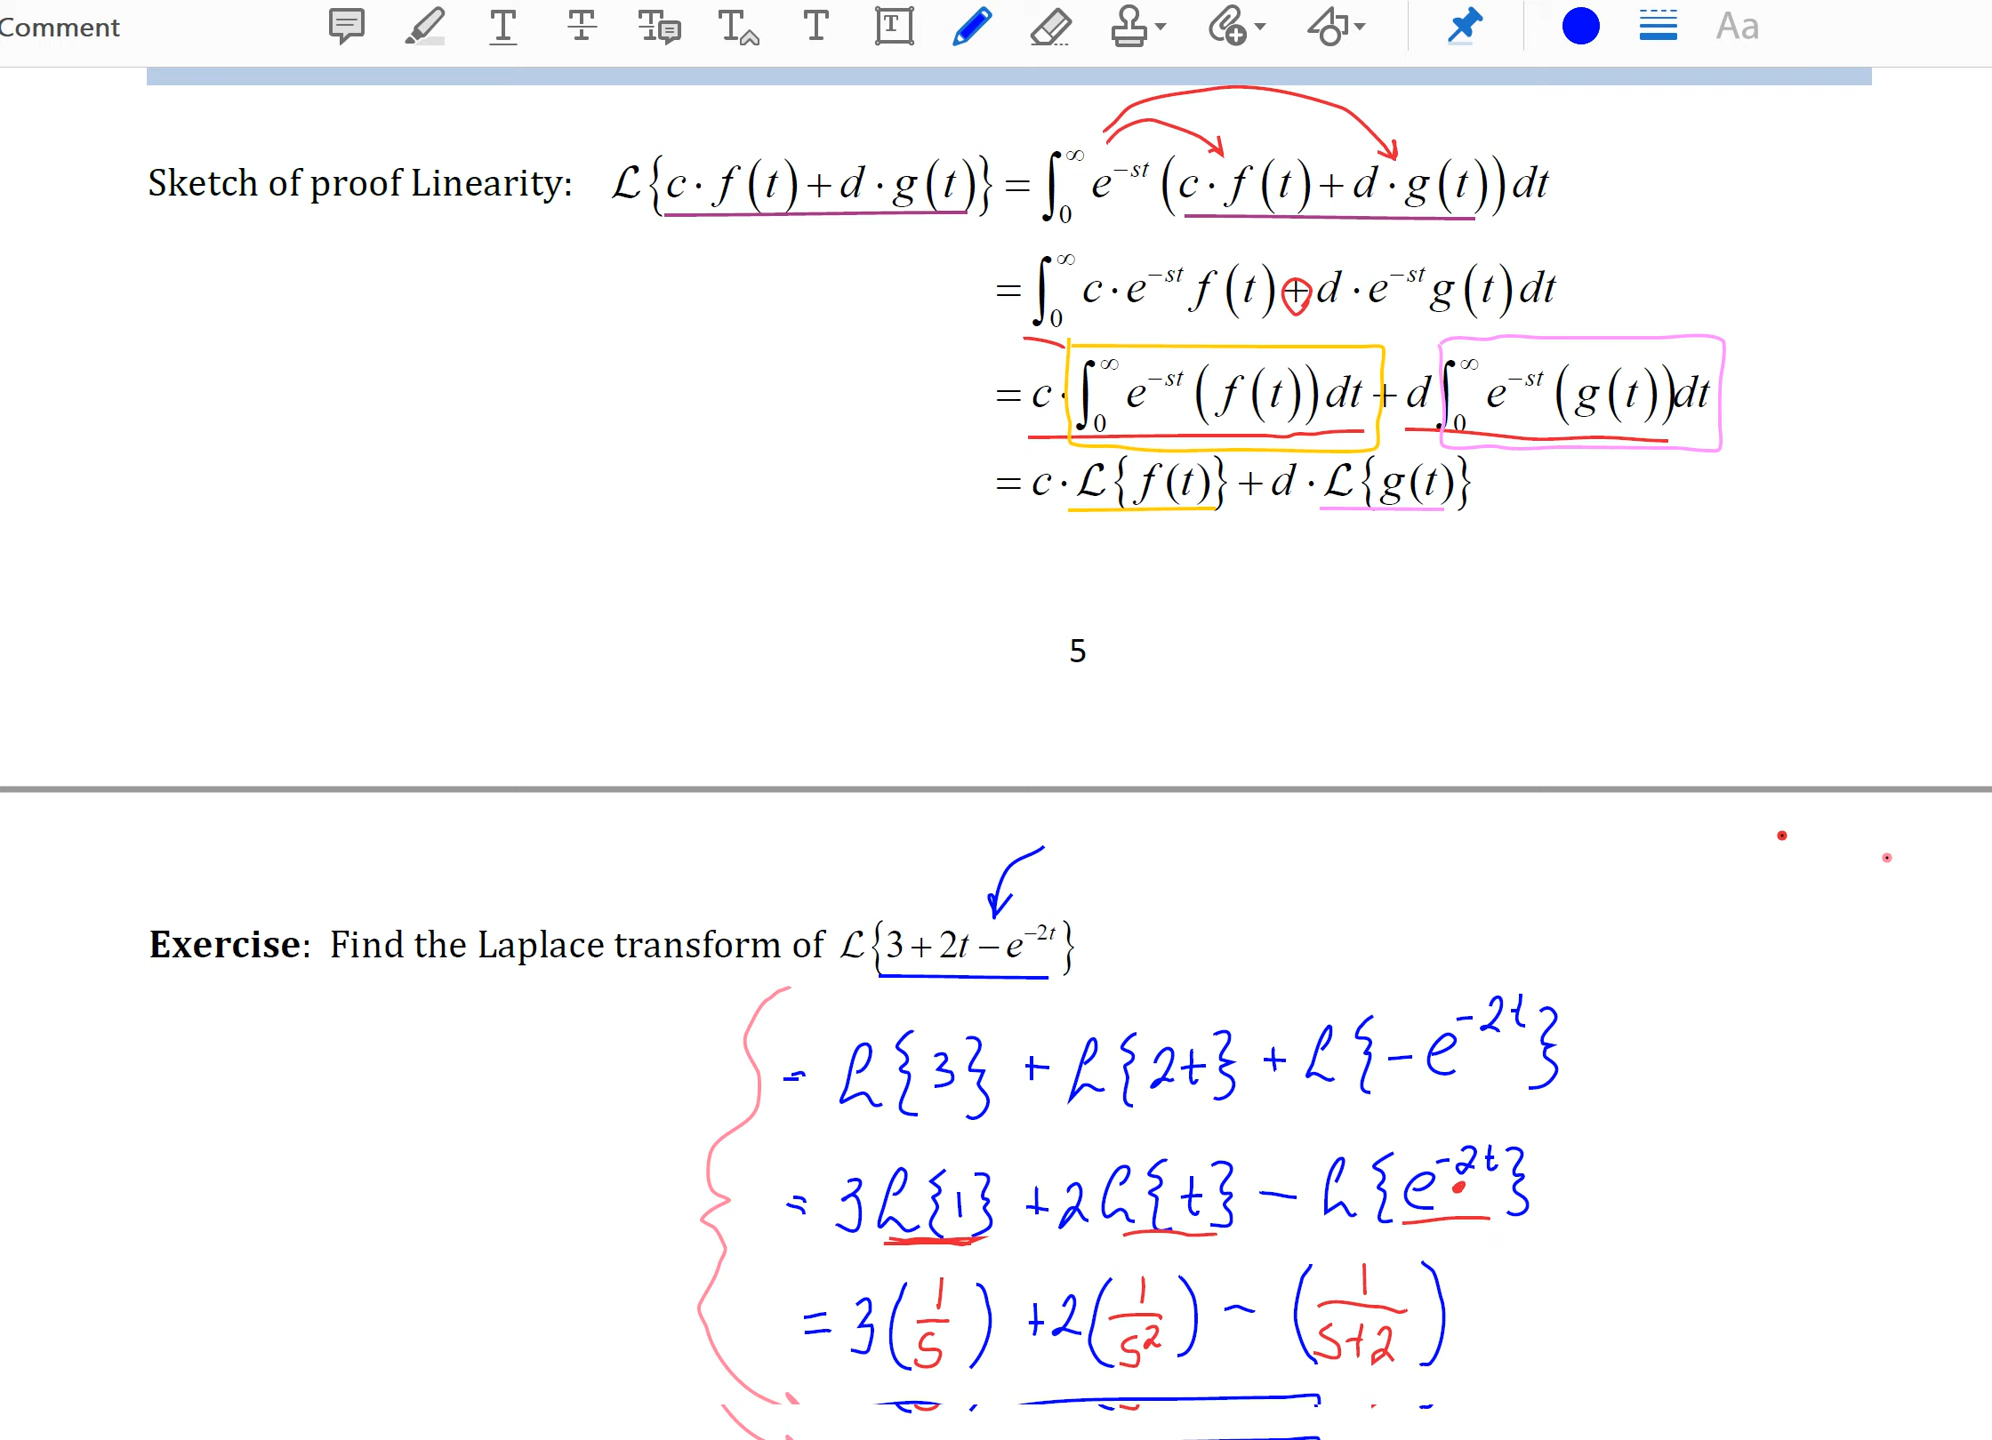 Comment T T T T T T Aa
Sketch of proof Linearity: ℒ{c · f(t) + d · g(t)} = ∫₀^∞ e^{-st} (c · f(t) + d · g(t)) dt
= ∫₀^∞ c · e^{-st} f(t) + d · e^{-st} g(t) dt
= c · ∫₀^∞ e^{-st} (f(t)) dt + d ∫₀^∞ e^{-st} (g(t)) dt
= c · ℒ{f(t)} + d · ℒ{g(t)}
5
Exercise: Find the Laplace transform of ℒ{3 + 2t − e^{-2t}}
= ℒ{3} + ℒ{2t} + ℒ{-e^{-2t}}
= 3ℒ{1} + 2ℒ{t} − ℒ{e^{-2t}}
= 3(1/s) + 2(1/s²) − (1/(s+2))